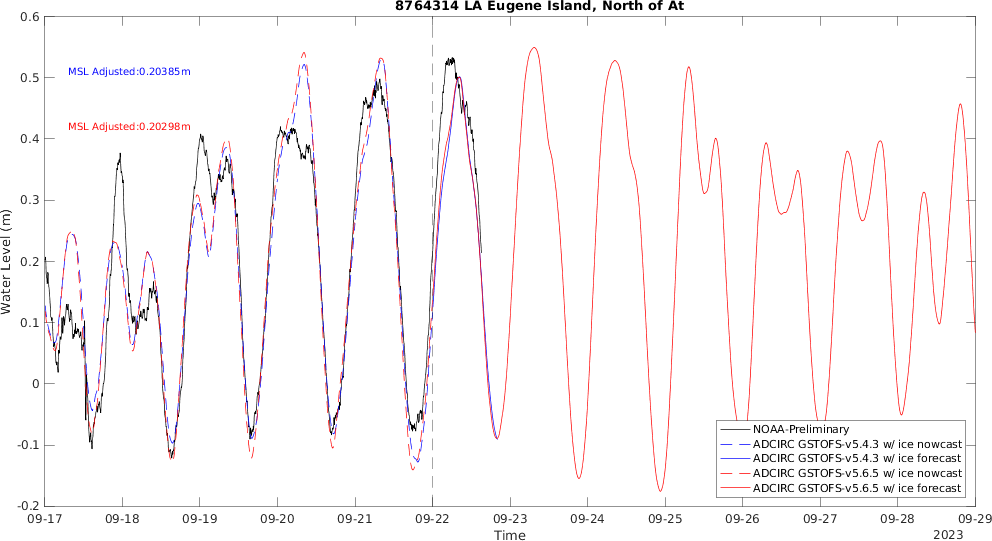 8764314 LA Eugene Island, North of At
Water Level (m)
0.6
0.5
0.4
0.3
0.2
0.1
0
-0.1
-0.2
MSL Adjusted:0.20385m
MSL Adjusted:0.20298m
NOAA-Preliminary
ADCIRC GSTOFS-v5.4.3 w/ ice nowcast
ADCIRC GSTOFS-v5.4.3 w/ ice forecast
ADCIRC GSTOFS-v5.6.5 w/ ice nowcast
ADCIRC GSTOFS-v5.6.5 w/ ice forecast
09-17 09-18 09-19 09-20 09-21 09-22 09-23 09-24 09-25 09-26 09-27 09-28 09-29
Time
2023